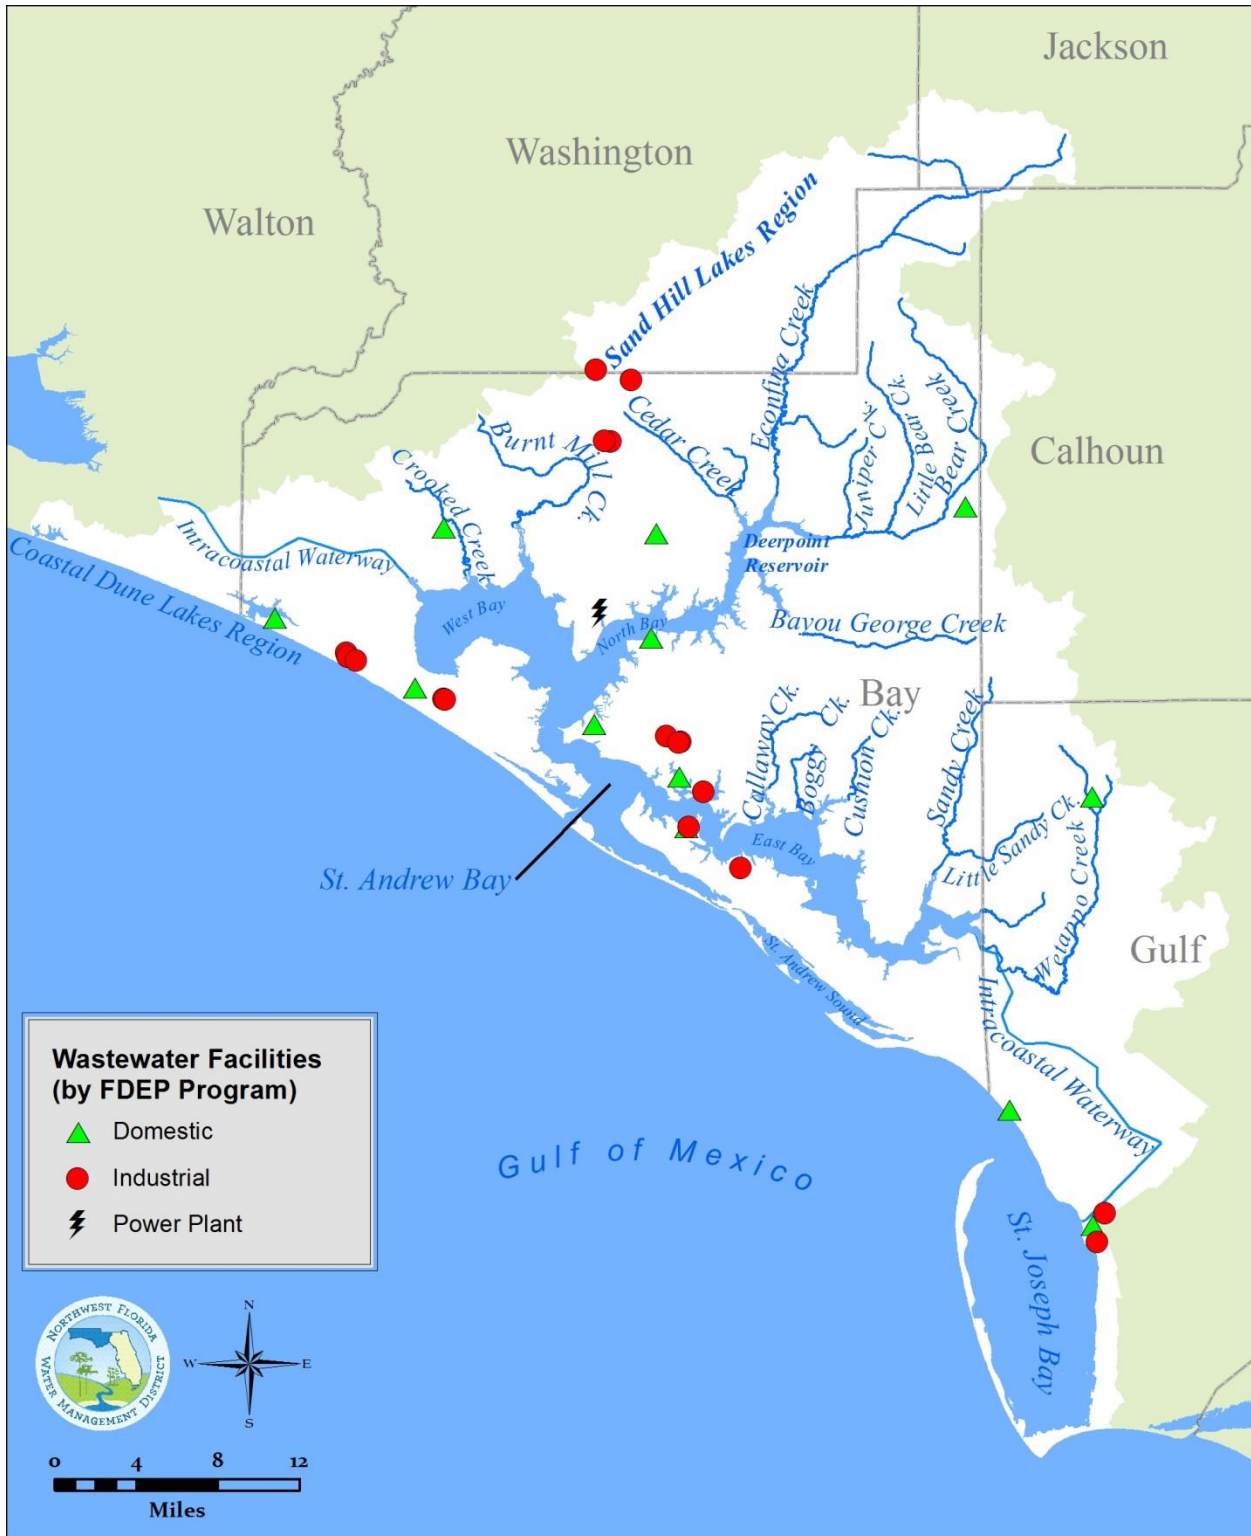 Jackson
Washington
Walton
Sand Hill Lakes Region
Econfina Creek
Cedar Creek
Burnt Mill Ck.
Crooked Creek
Juniper Ck.
Little Bear Ck.
Bear Creek
Calhoun
Intracoastal Waterway
Coastal Dune Lakes Region
Deerpoint
Reservoir
West Bay
North Bay
Bayou George Creek
Bay
Callaway Ck.
Boggy Ck.
Cushion Ck.
Sandy Creek
Little Sandy Ck.
Wetappo Creek
East Bay
St. Andrew Bay
Gulf
St. Andrew Sound
Intracoastal Waterway
Gulf of Mexico
St. Joseph Bay
Wastewater Facilities
(by FDEP Program)
Domestic
Industrial
Power Plant
NORTHWEST FLORIDA
WATER MANAGEMENT DISTRICT
N
W E
S
0 4 8 12
Miles